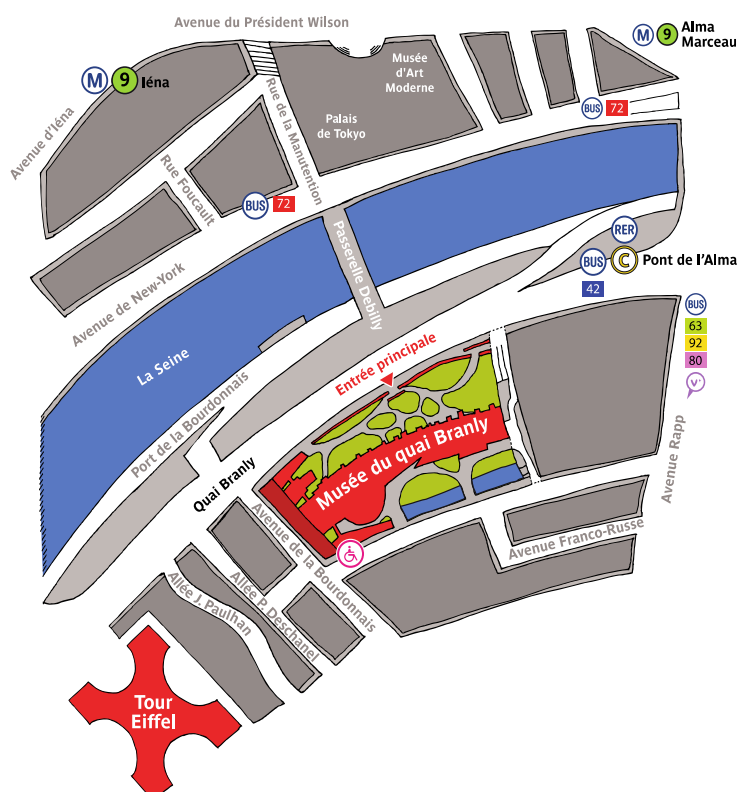 Avenue du Président Wilson
M 9 Alma
Marceau
M 9 Iéna
Musée
d'Art
Moderne
Palais
de Tokyo
BUS 72
Avenue d'Iéna
Rue de la Manutention
Rue Foucault
BUS 72
Passerelle Debilly
RER
BUS C Pont de l'Alma
42
Avenue de New-York
BUS
63
92
80
V'
La Seine
Entrée principale
Port de la Bourdonnais
Musée du quai Branly
Avenue Rapp
Quai Branly
Avenue de la Bourdonnais
Avenue Franco-Russe
Allée J. Paulhan
Allée P. Deschanel
Tour
Eiffel